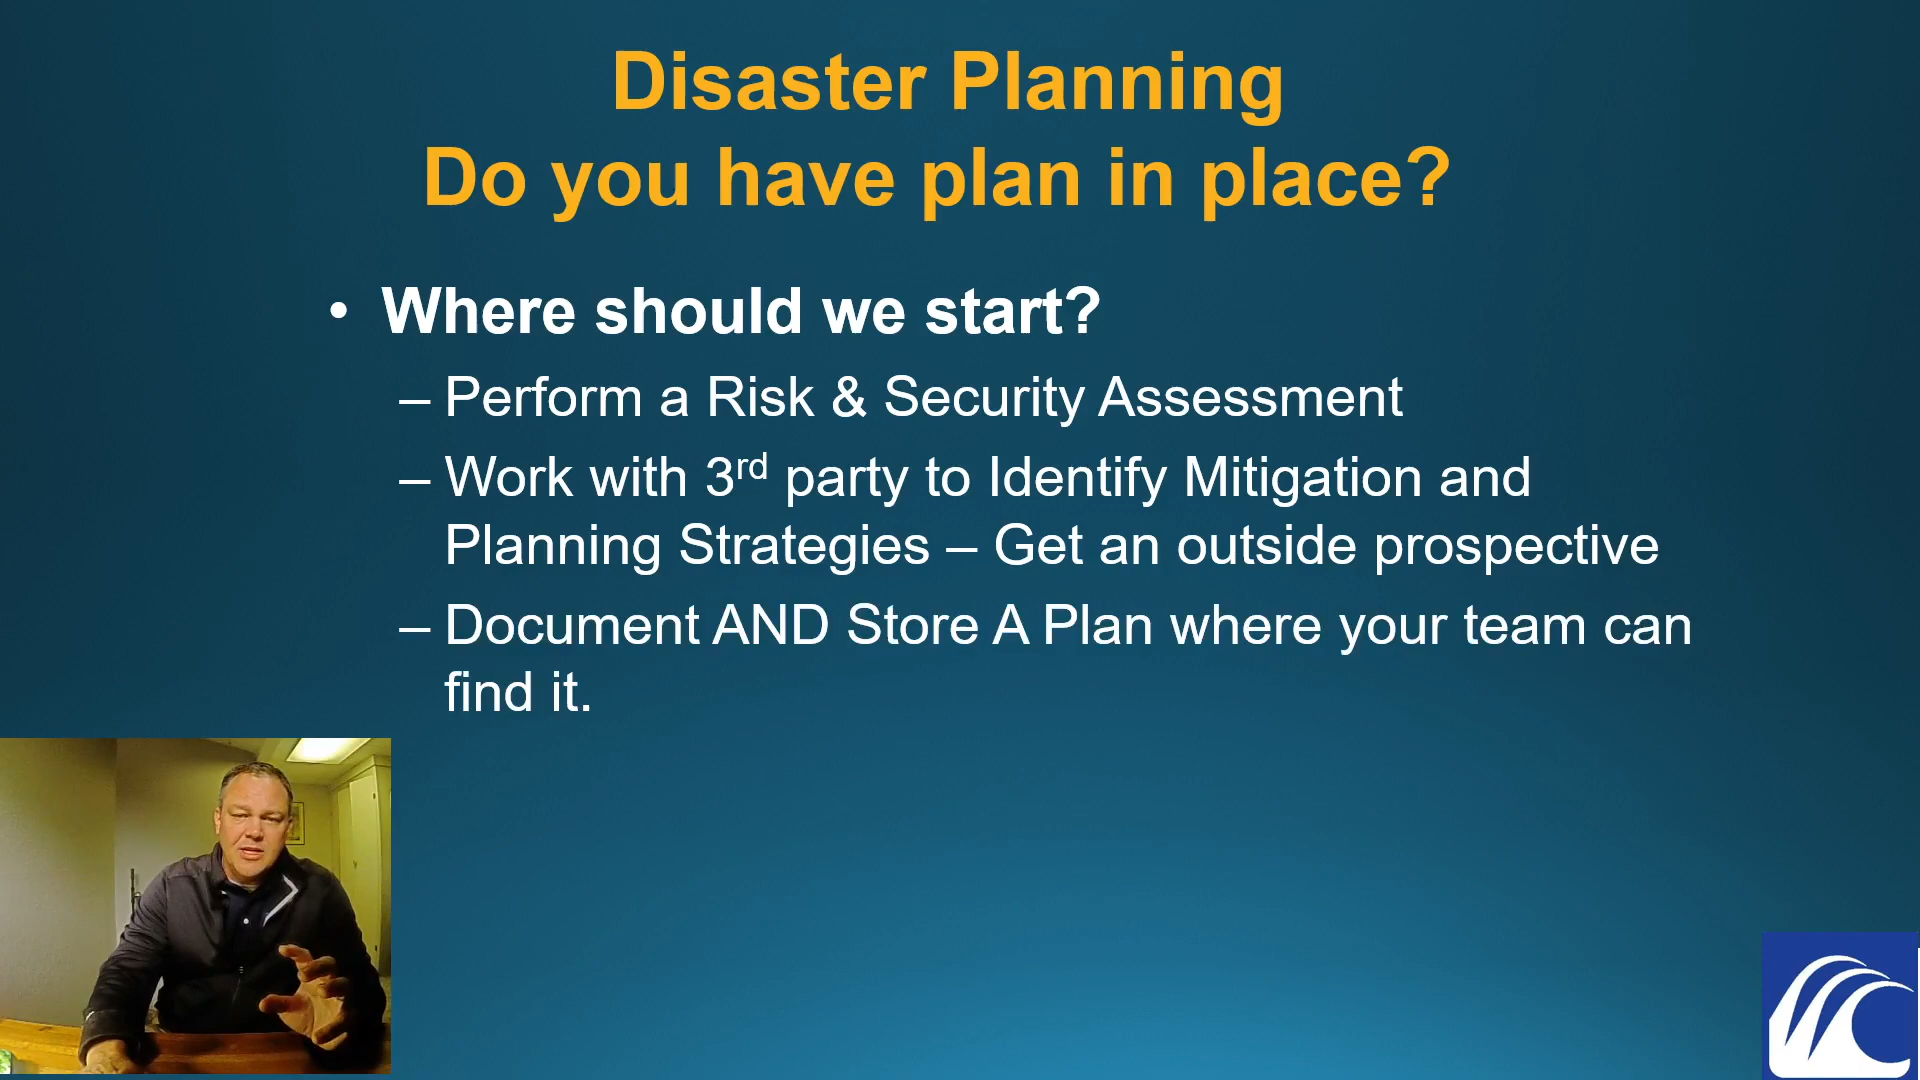 Disaster Planning
Do you have plan in place?
• Where should we start?
– Perform a Risk & Security Assessment
– Work with 3rd party to Identify Mitigation and
Planning Strategies – Get an outside prospective
– Document AND Store A Plan where your team can
find it.